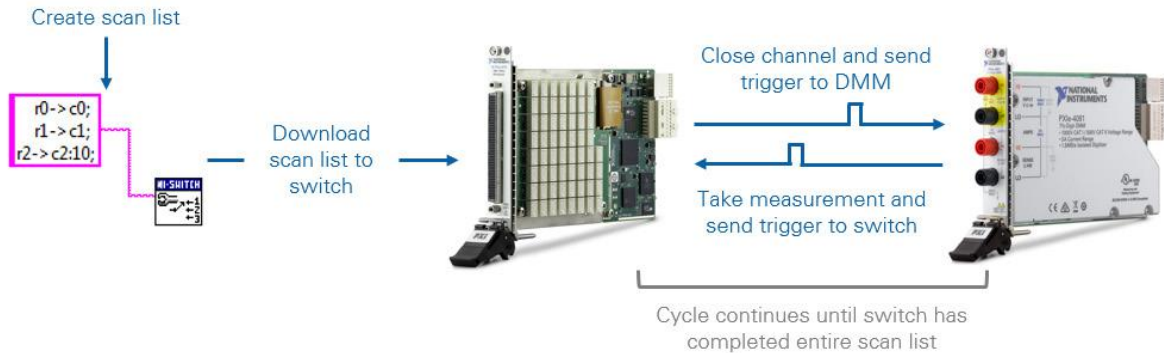 Create scan list
r0-> c0;
r1-> c1;
r2-> c2:10;
NI-SWITCH
Download
scan list to
switch
Close channel and send
trigger to DMM
Take measurement and
send trigger to switch
NATIONAL
INSTRUMENTS
PXIe-4081
Cycle continues until switch has
completed entire scan list